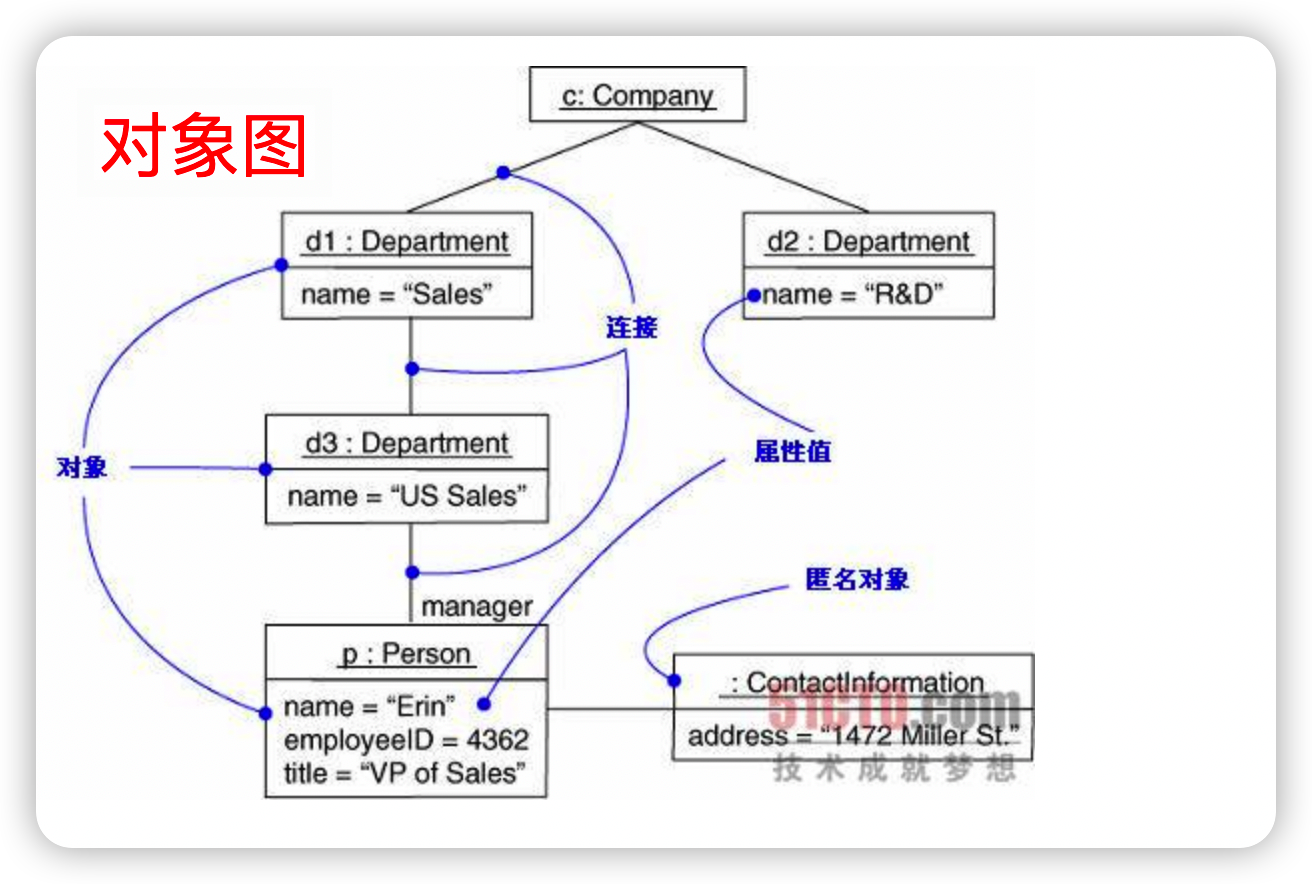 对象图
c: Company
d1 : Department
name = “Sales”
d2 : Department
name = “R&D”
连接
d3 : Department
name = “US Sales”
对象
属性值
匿名对象
manager
p : Person
name = “Erin”
employeeID = 4362
title = “VP of Sales”
: ContactInformation
address = “1472 Miller St.”
51CTO.com
技术成就梦想